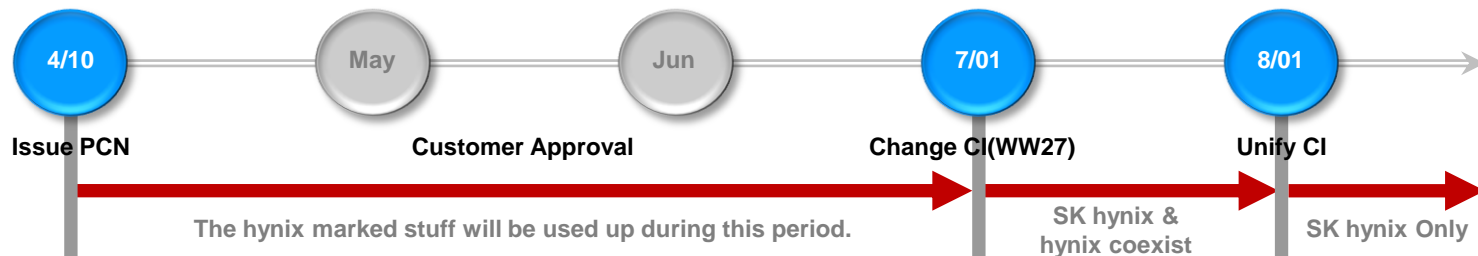 4/10
May
Jun
7/01
8/01
Issue PCN
Customer Approval
Change CI(WW27)
Unify CI
The hynix marked stuff will be used up during this period.
SK hynix &
hynix coexist
SK hynix Only